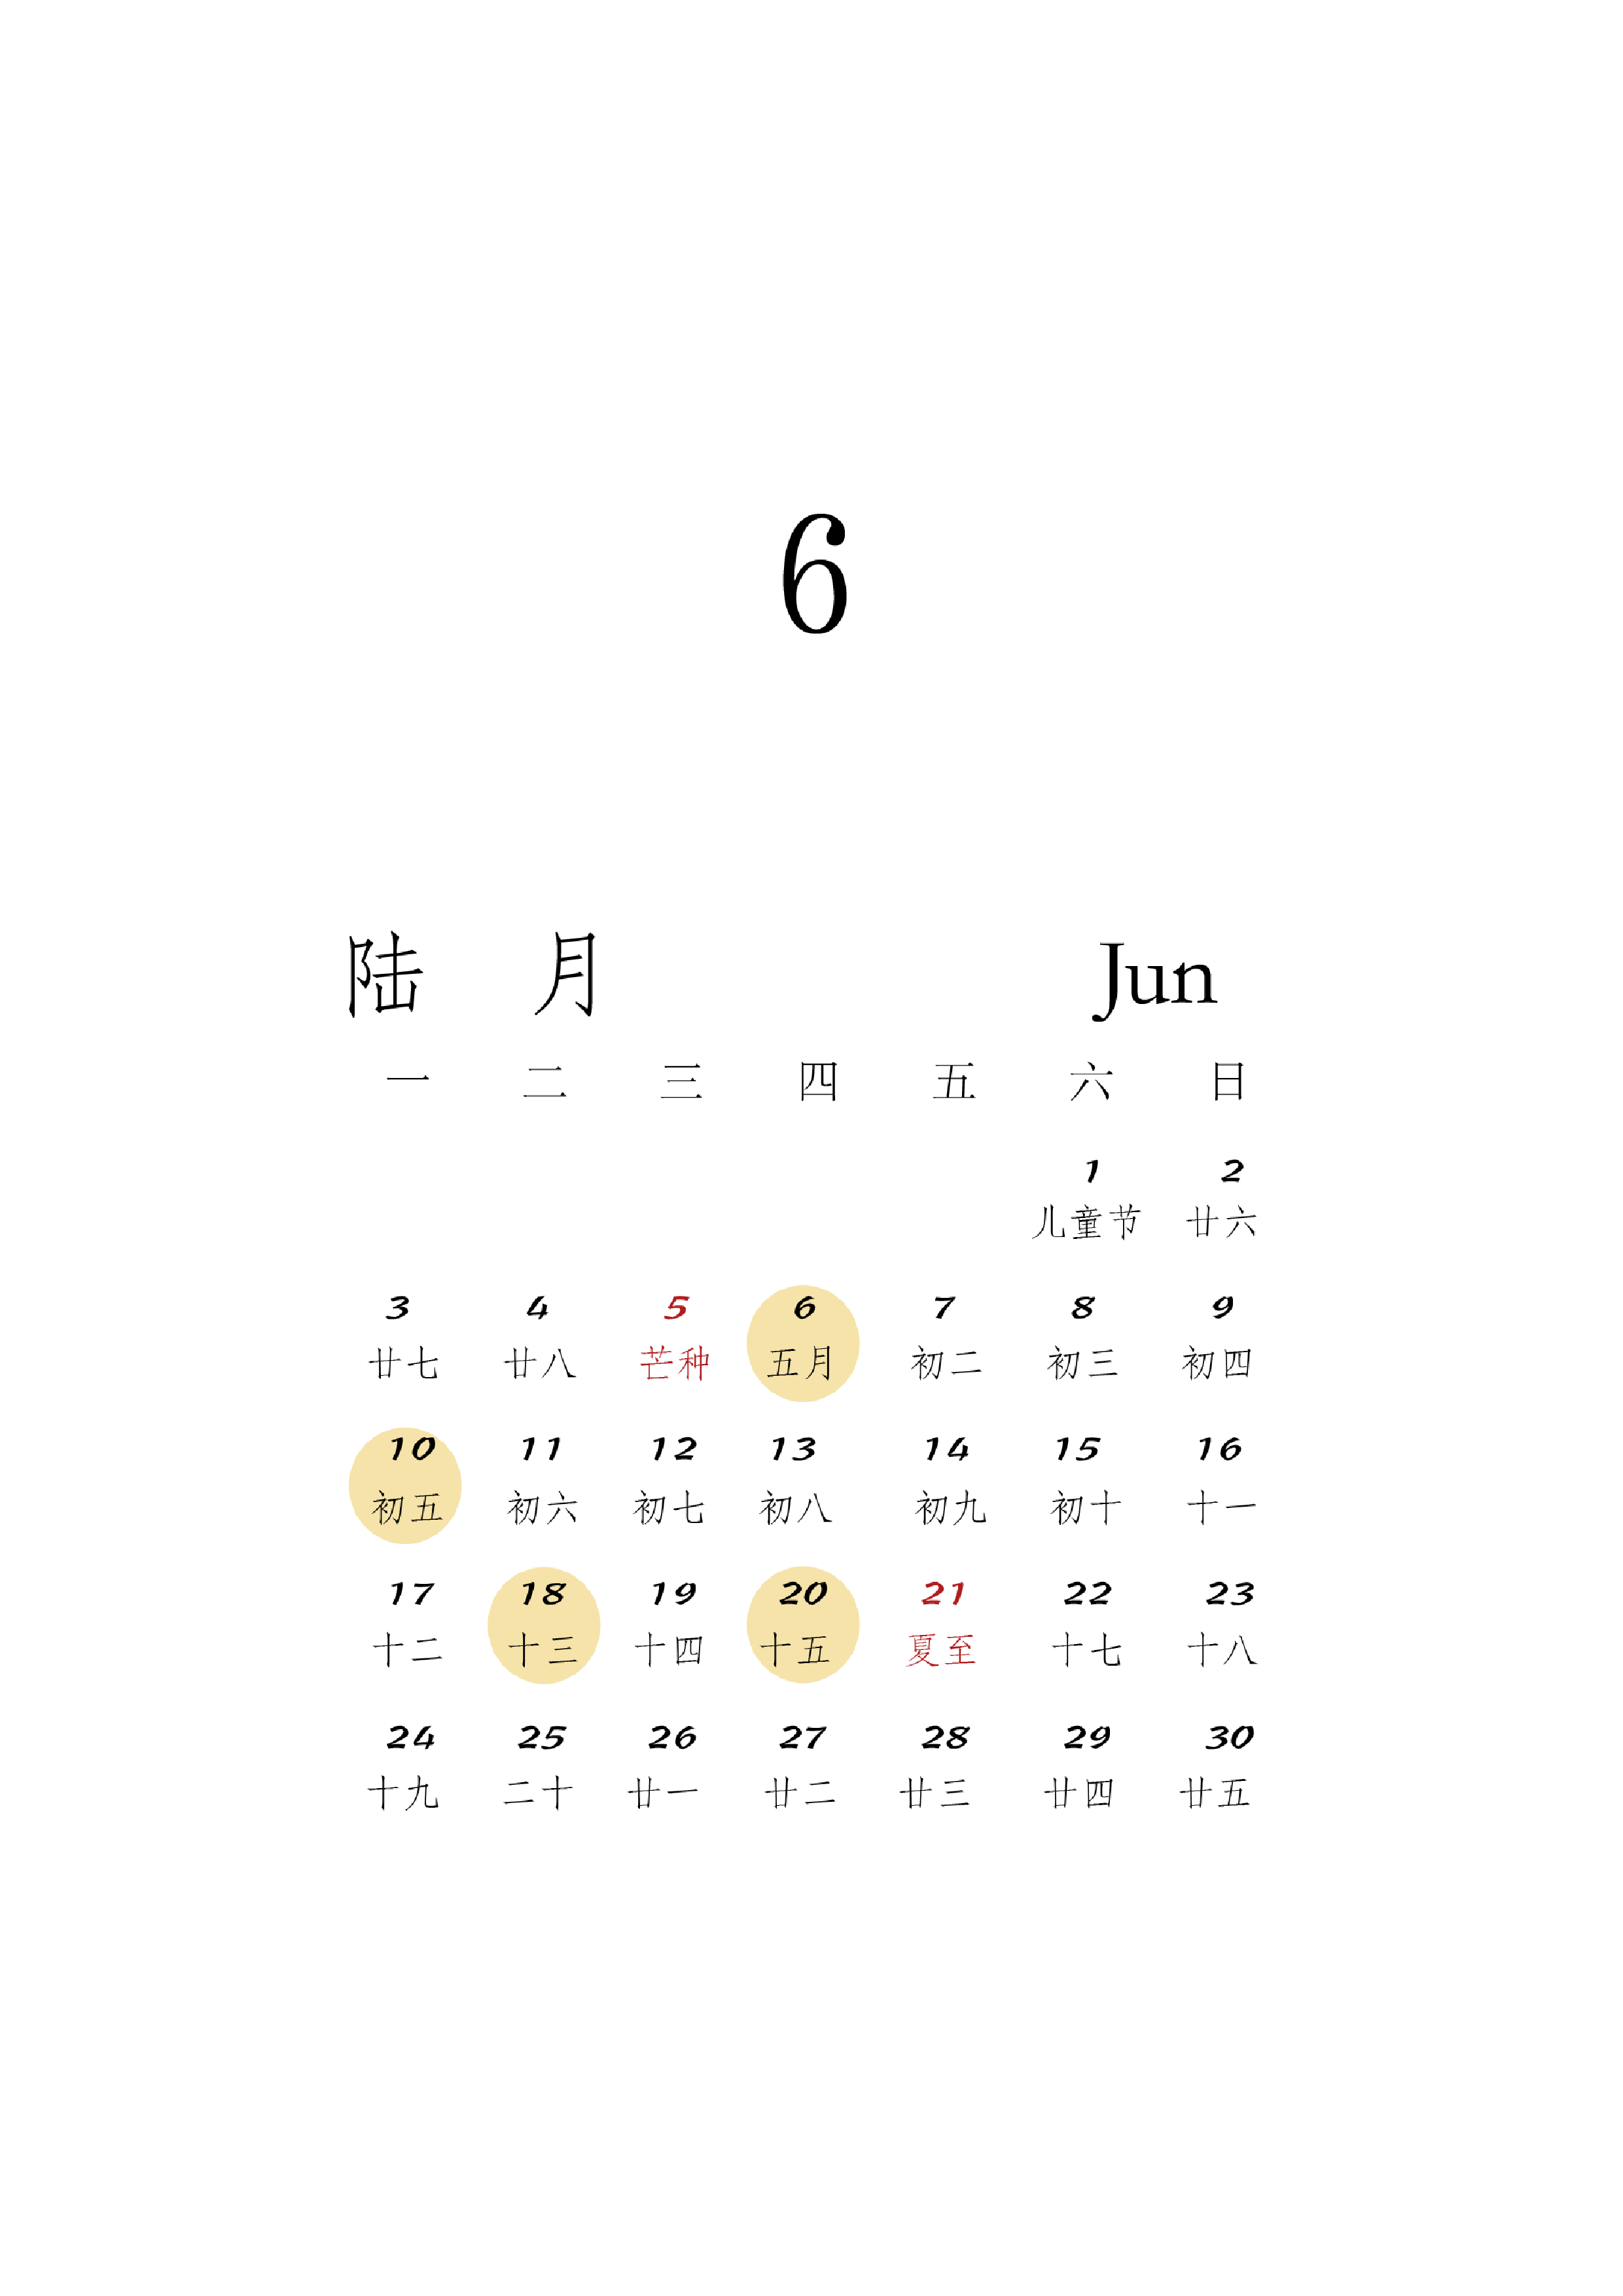 6
陆 月 Jun
一 二 三 四 五 六 日
1 2
儿童节 廿六
3 4 5 6 7 8 9
廿七 廿八 芒种 五月 初二 初三 初四
10 11 12 13 14 15 16
初五 初六 初七 初八 初九 初十 十一
17 18 19 20 21 22 23
十二 十三 十四 十五 夏至 十七 十八
24 25 26 27 28 29 30
十九 二十 廿一 廿二 廿三 廿四 廿五